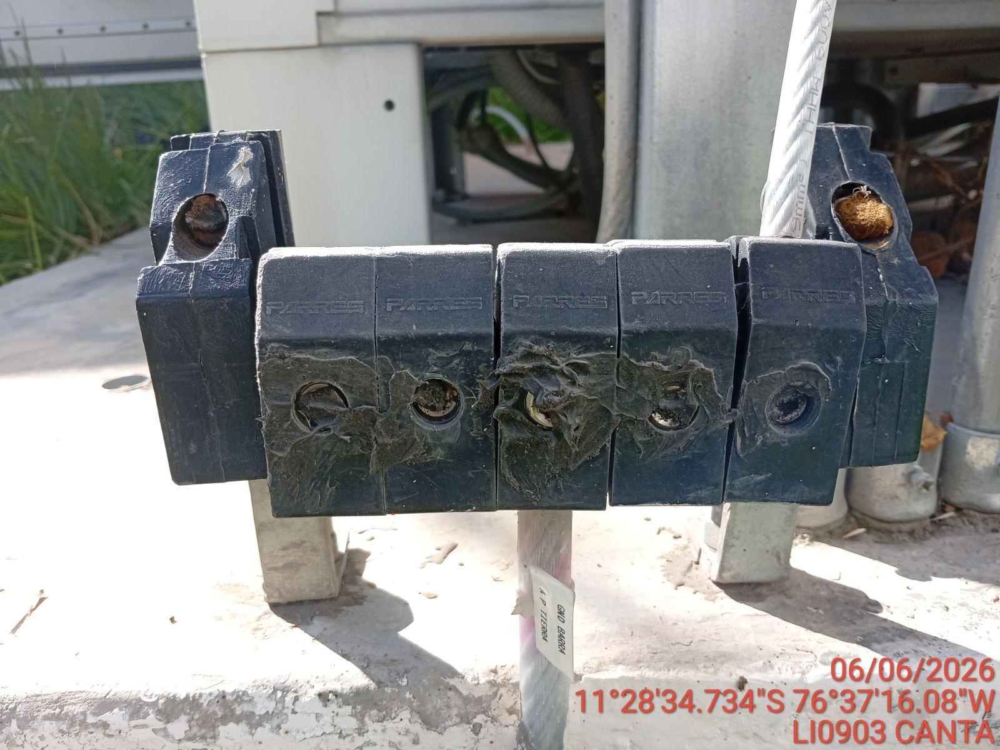 PARRES
PARRES
PARRES
PARRES
PARRES
GND BARRA
A P TIERRA
06/06/2026
11°28'34.734"S 76°37'16.08"W
LI0903 CANTA